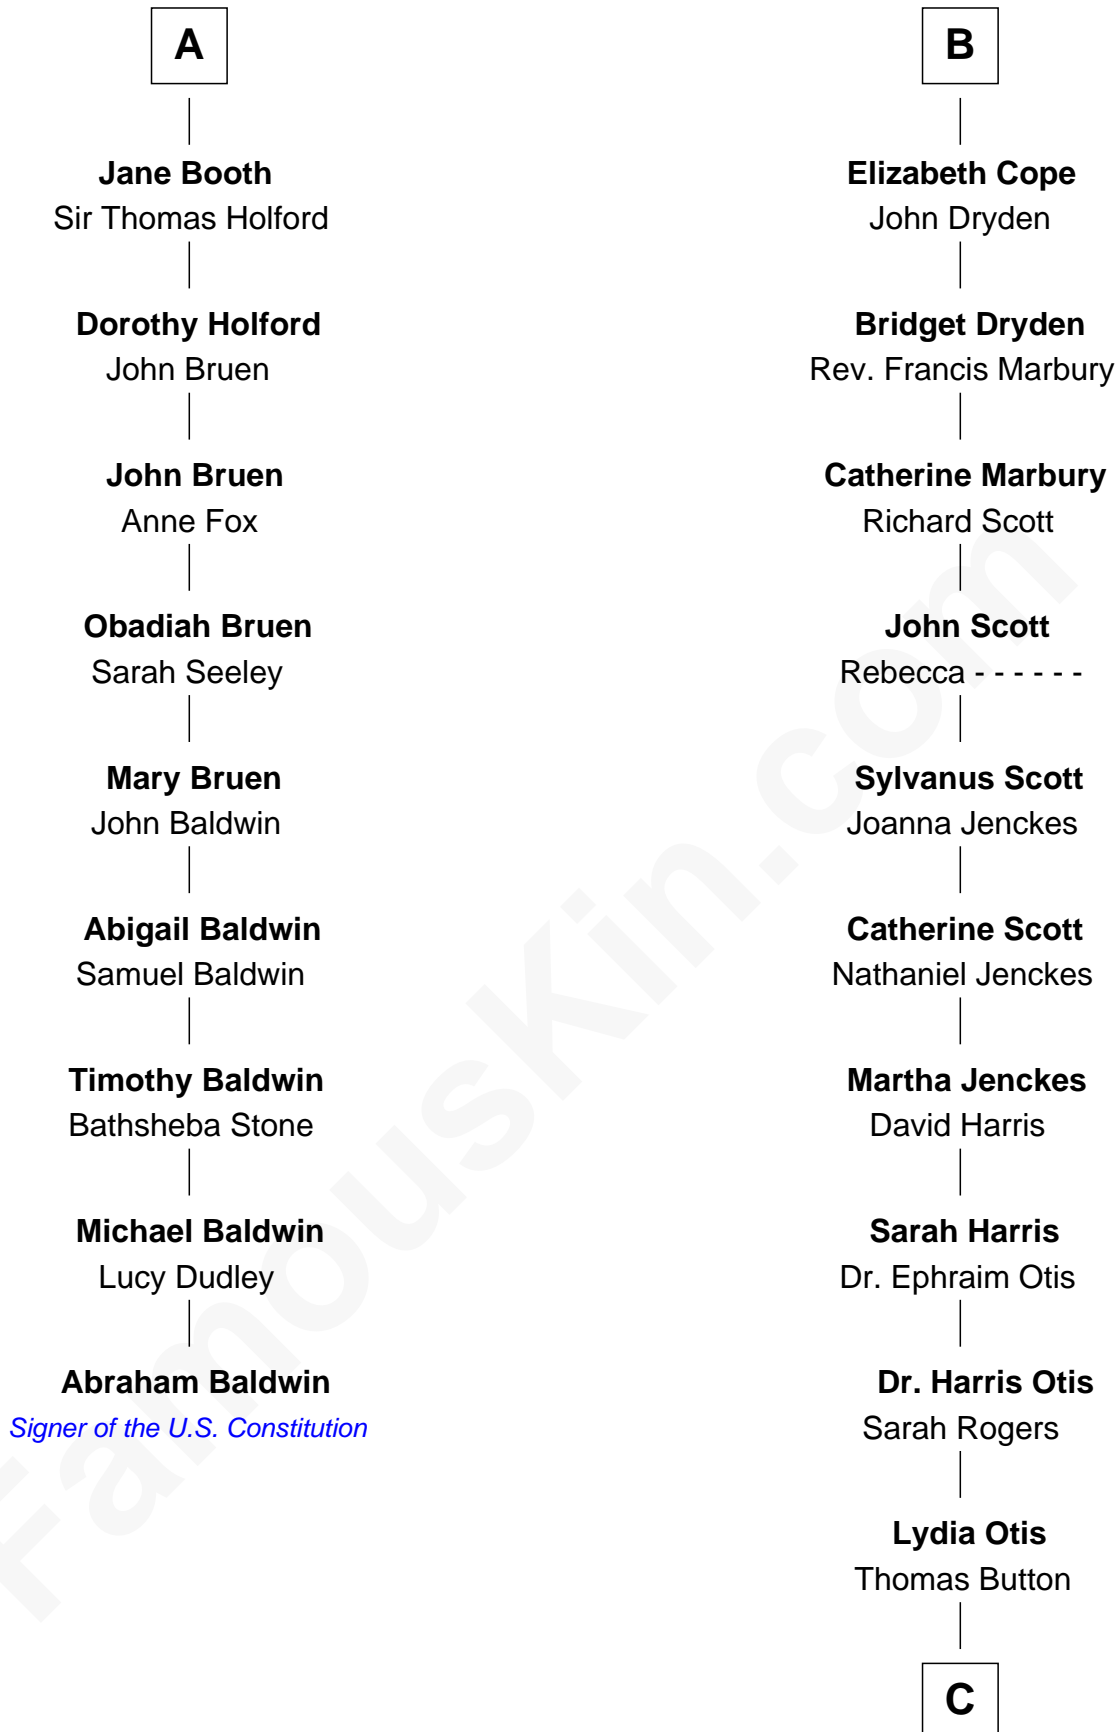 A
Jane Booth
Sir Thomas Holford
Dorothy Holford
John Bruen
John Bruen
Anne Fox
Obadiah Bruen
Sarah Seeley
Mary Bruen
John Baldwin
Abigail Baldwin
Samuel Baldwin
Timothy Baldwin
Bathsheba Stone
Michael Baldwin
Lucy Dudley
Abraham Baldwin
Signer of the U.S. Constitution
B
Elizabeth Cope
John Dryden
Bridget Dryden
Rev. Francis Marbury
Catherine Marbury
Richard Scott
John Scott
Rebecca - - - - - -
Sylvanus Scott
Joanna Jenckes
Catherine Scott
Nathaniel Jenckes
Martha Jenckes
David Harris
Sarah Harris
Dr. Ephraim Otis
Dr. Harris Otis
Sarah Rogers
Lydia Otis
Thomas Button
C
FamousKin.com